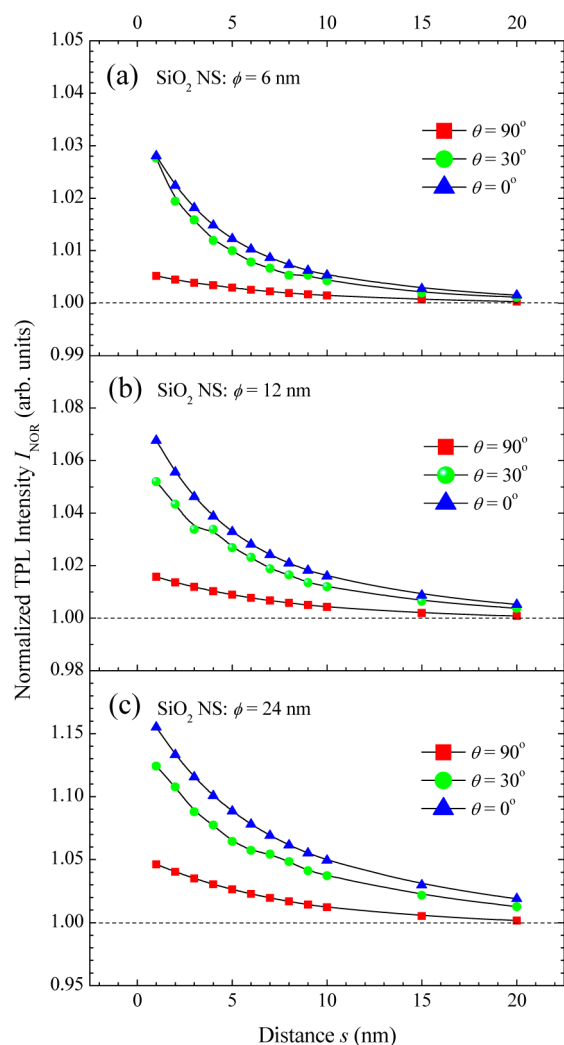 0 5 10 15 20
1.05
(a) SiO₂ NS: ϕ = 6 nm
1.04
θ = 90°
1.03
θ = 30°
θ = 0°
1.02
1.01
1.00
0.99
(b) SiO₂ NS: ϕ = 12 nm
1.08
θ = 90°
1.06
θ = 30°
θ = 0°
1.04
1.02
1.00
0.98
(c) SiO₂ NS: ϕ = 24 nm
1.15
θ = 90°
θ = 30°
1.10
θ = 0°
1.05
1.00
0.95
0 5 10 15 20
Distance s (nm)
Normalized TPL Intensity I_NOR (arb. units)